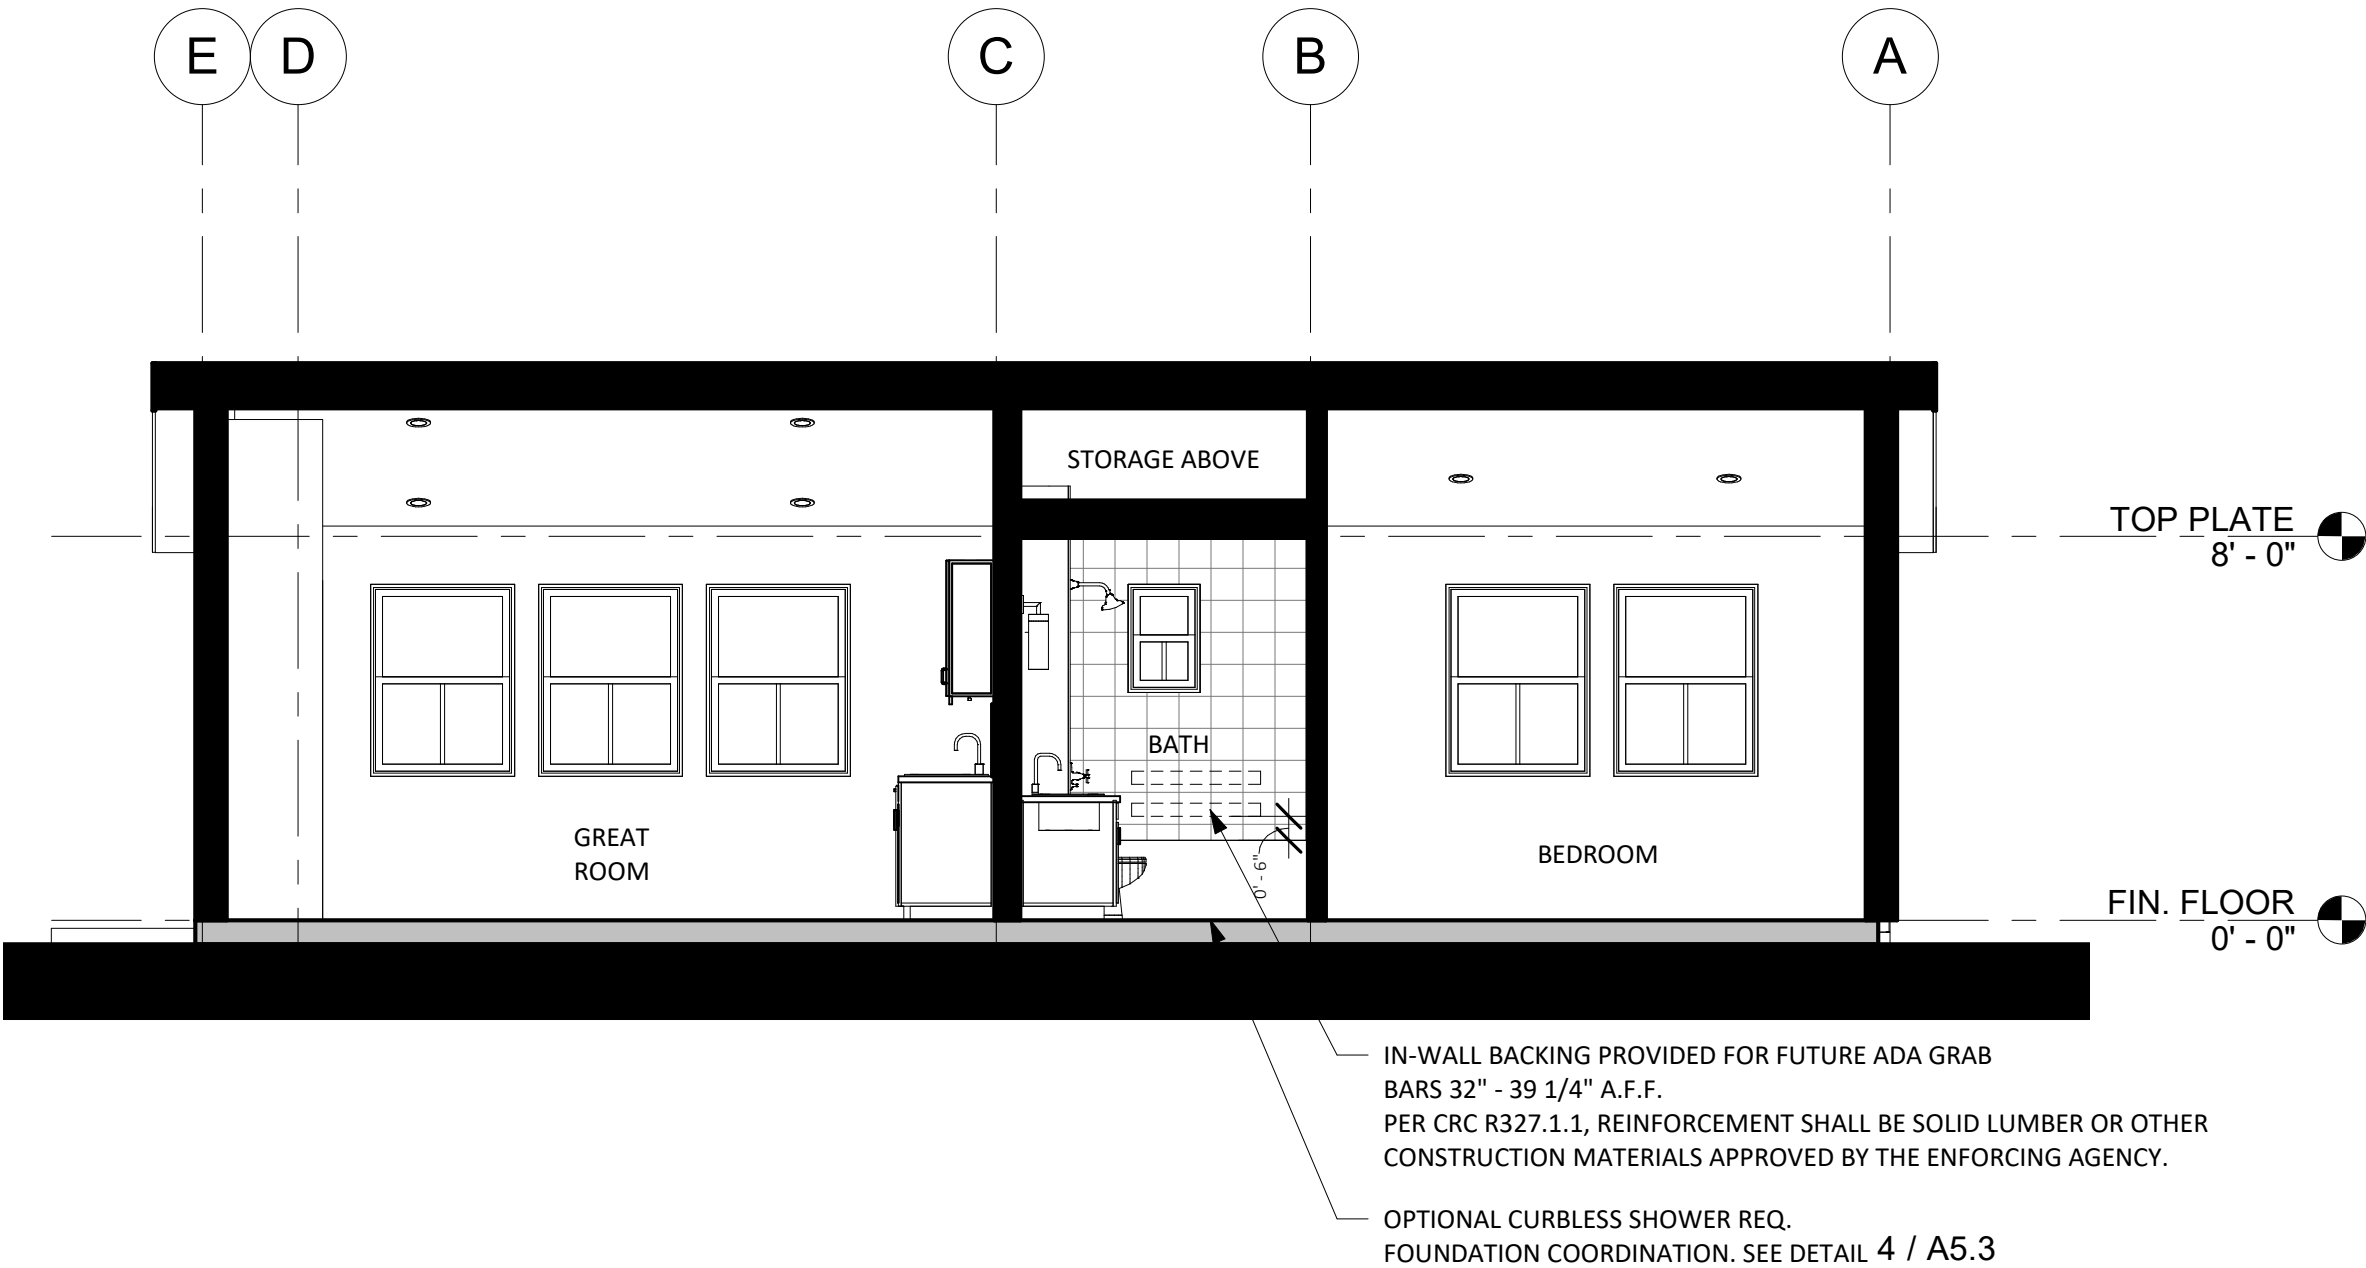 E D C B A
STORAGE ABOVE
TOP PLATE
8' - 0"
BATH
GREAT
ROOM
BEDROOM
0' - 6"
FIN. FLOOR
0' - 0"
IN-WALL BACKING PROVIDED FOR FUTURE ADA GRAB
BARS 32" - 39 1/4" A.F.F.
PER CRC R327.1.1, REINFORCEMENT SHALL BE SOLID LUMBER OR OTHER
CONSTRUCTION MATERIALS APPROVED BY THE ENFORCING AGENCY.
OPTIONAL CURBLESS SHOWER REQ.
FOUNDATION COORDINATION. SEE DETAIL 4 / A5.3